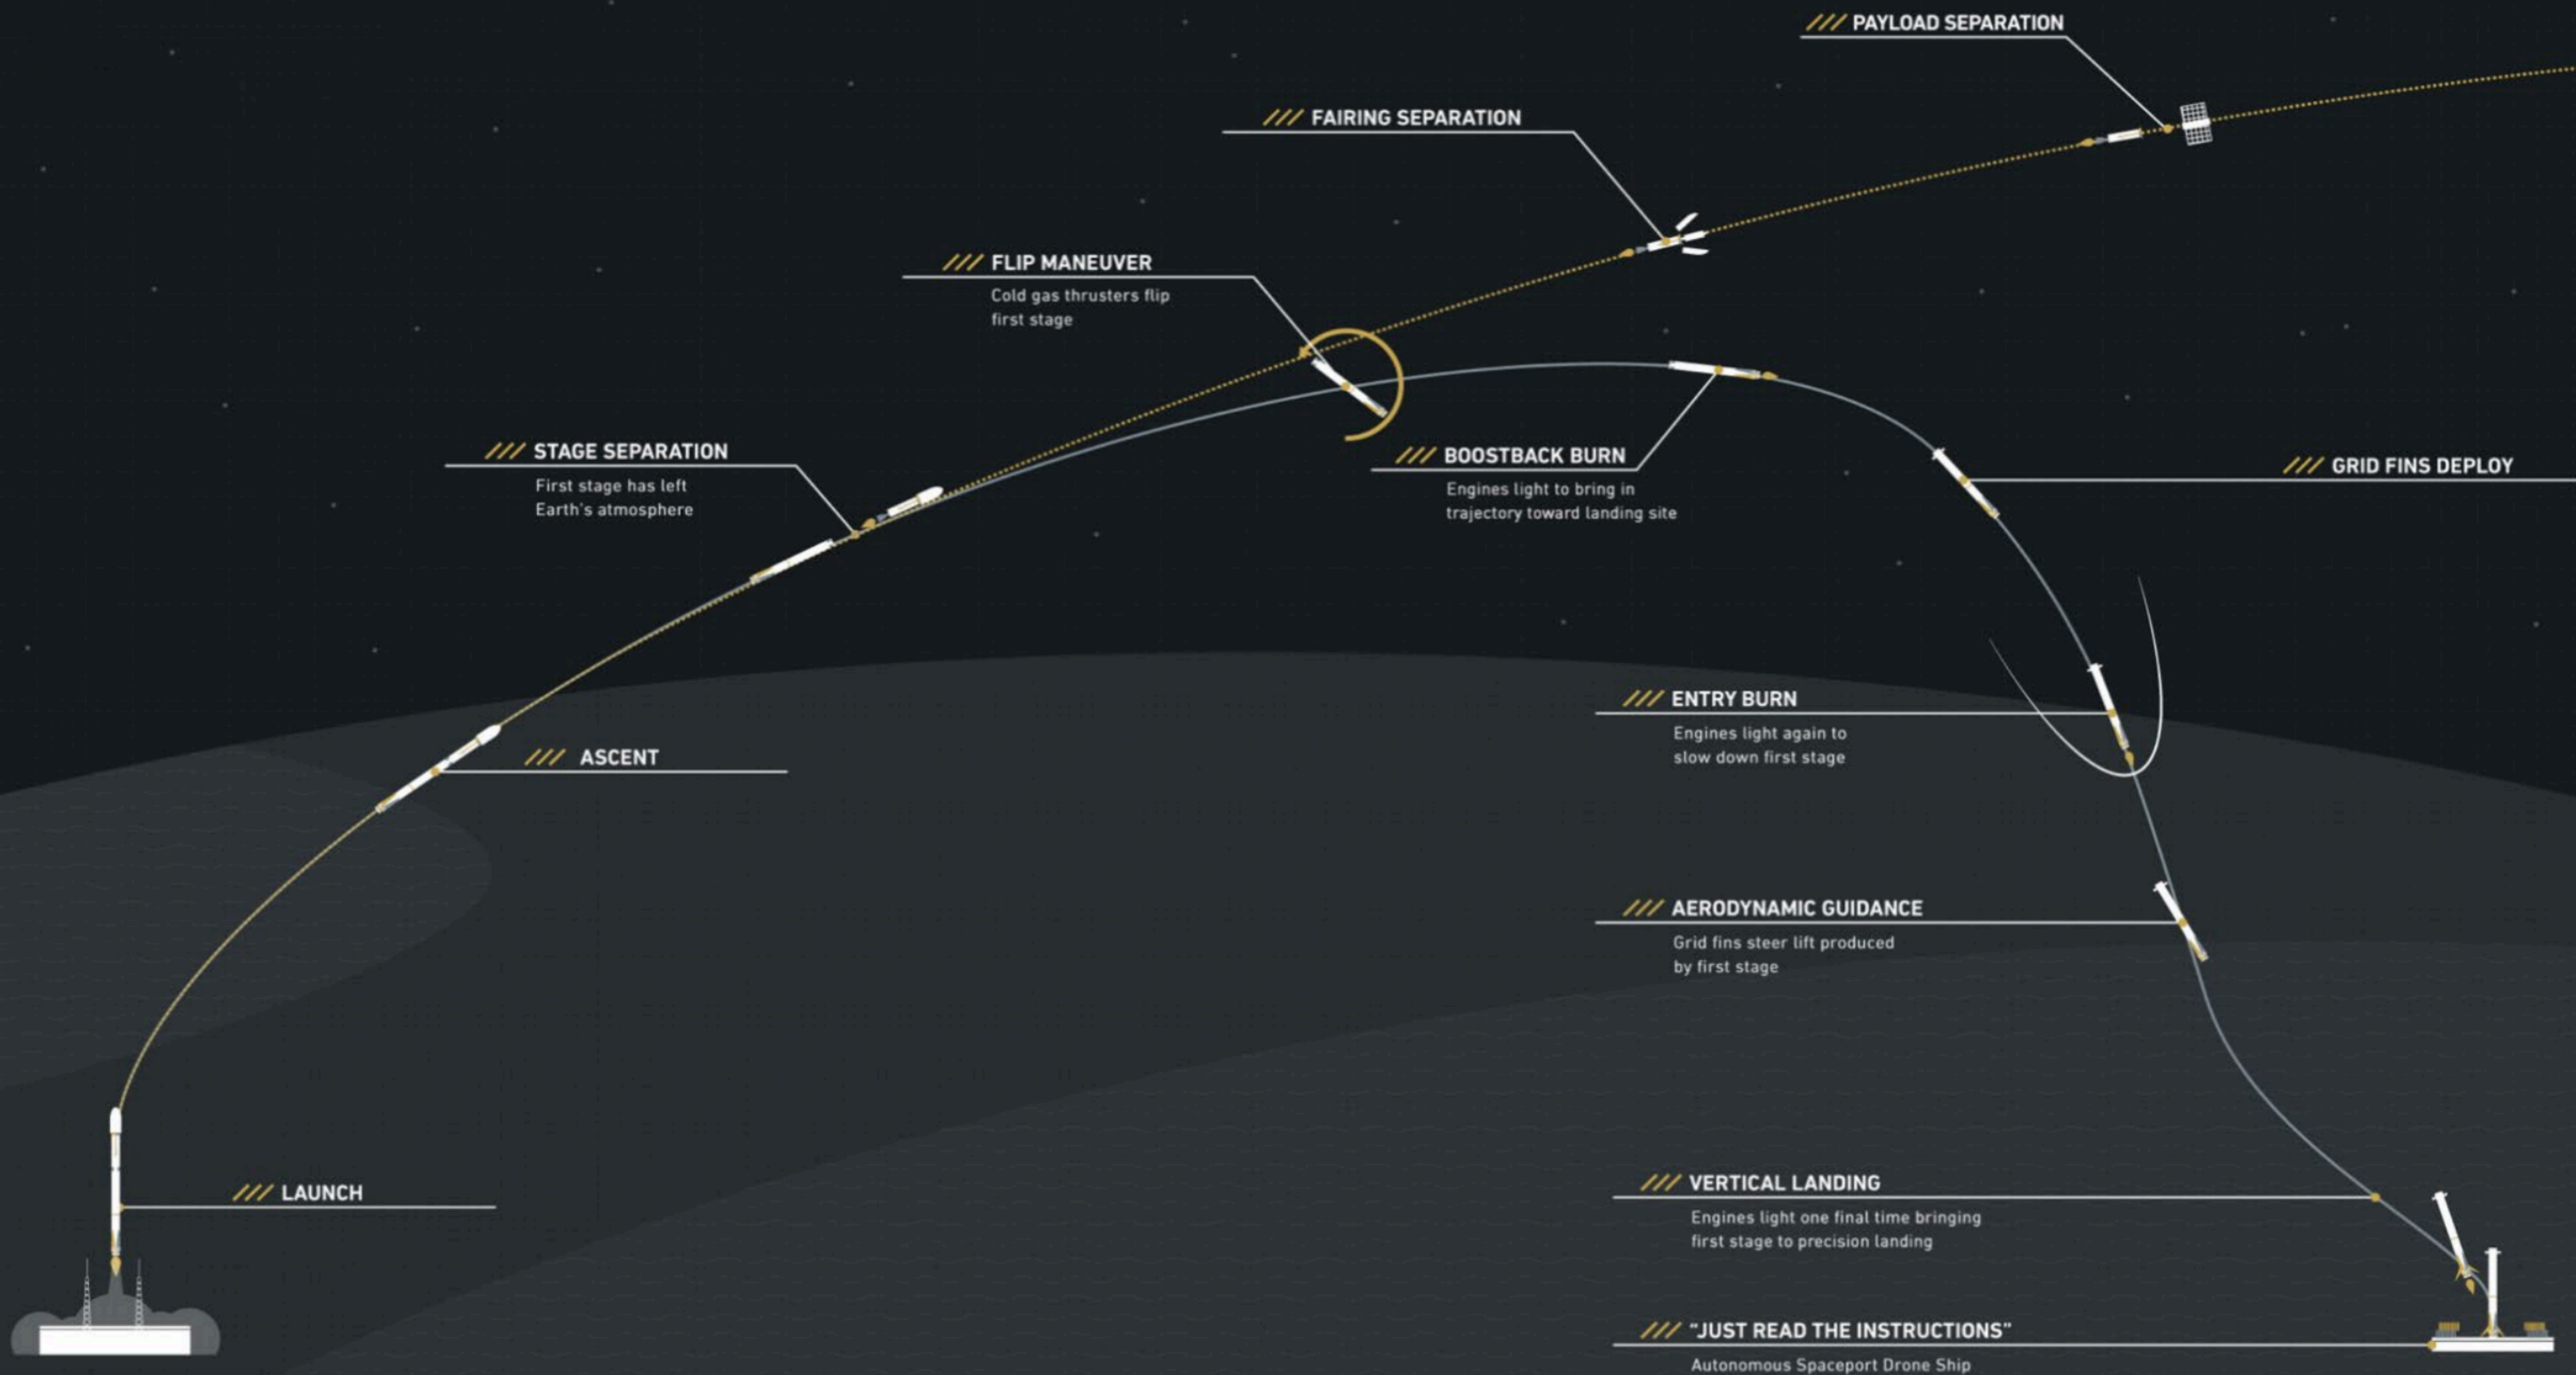 PAYLOAD SEPARATION
FAIRING SEPARATION
FLIP MANEUVER
Cold gas thrusters flip
first stage
STAGE SEPARATION
First stage has left
Earth's atmosphere
BOOSTBACK BURN
Engines light to bring in
trajectory toward landing site
GRID FINS DEPLOY
ENTRY BURN
Engines light again to
slow down first stage
ASCENT
AERODYNAMIC GUIDANCE
Grid fins steer lift produced
by first stage
LAUNCH
VERTICAL LANDING
Engines light one final time bringing
first stage to precision landing
"JUST READ THE INSTRUCTIONS"
Autonomous Spaceport Drone Ship